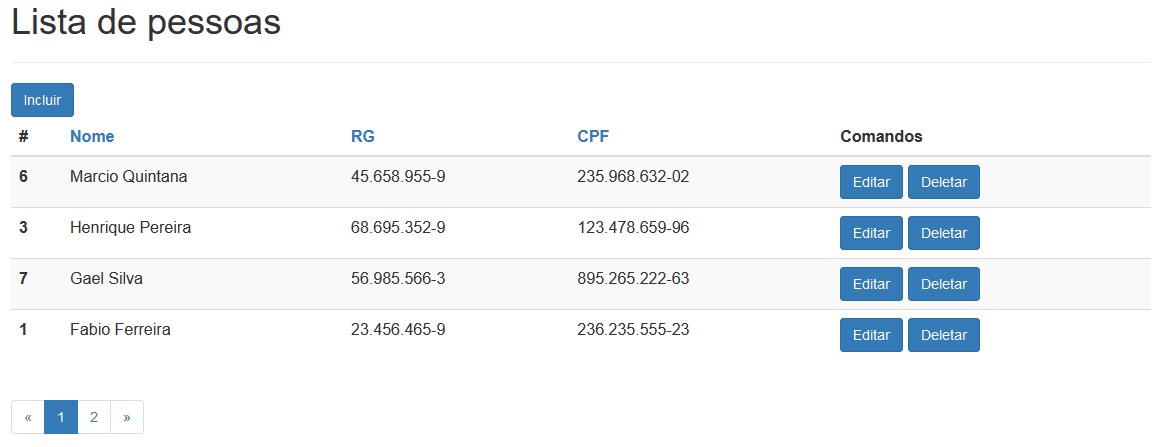 Lista de pessoas
Incluir
# Nome RG CPF Comandos
6 Marcio Quintana 45.658.955-9 235.968.632-02 Editar Deletar
3 Henrique Pereira 68.695.352-9 123.478.659-96 Editar Deletar
7 Gael Silva 56.985.566-3 895.265.222-63 Editar Deletar
1 Fabio Ferreira 23.456.465-9 236.235.555-23 Editar Deletar
« 1 2 »